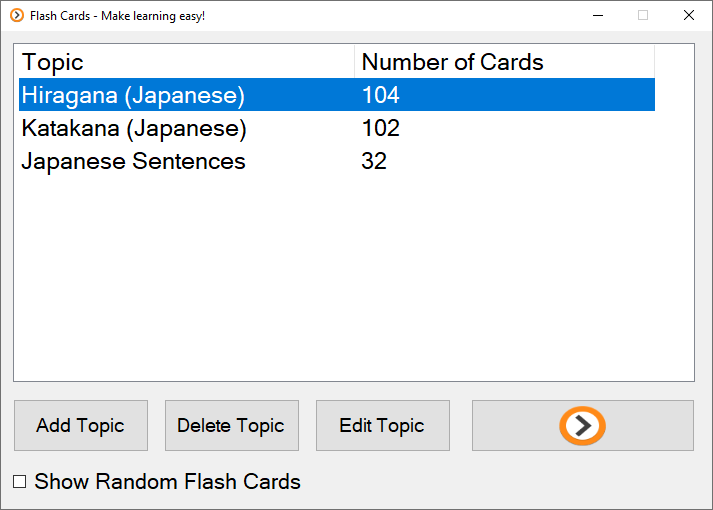 Flash Cards - Make learning easy!
Topic Number of Cards
Hiragana (Japanese) 104
Katakana (Japanese) 102
Japanese Sentences 32
Add Topic Delete Topic Edit Topic
Show Random Flash Cards